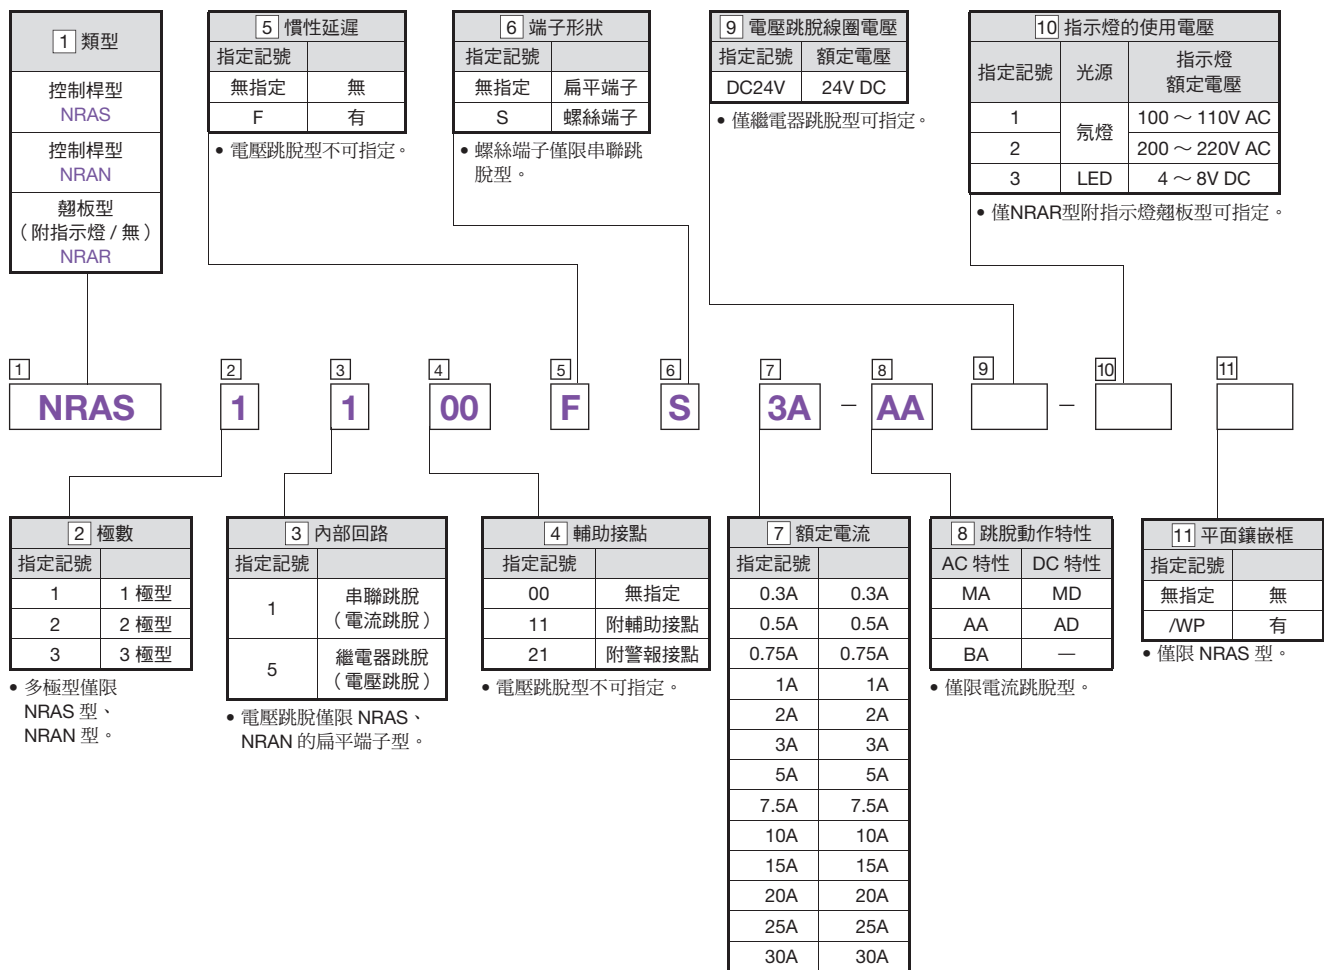 1 類型
控制桿型
NRAS
控制桿型
NRAN
翹板型
（附指示燈 / 無）
NRAR
5 慣性延遲
指定記號
無指定 無
F 有
• 電壓跳脫型不可指定。
6 端子形狀
指定記號
無指定 扁平端子
S 螺絲端子
• 螺絲端子僅限串聯跳
脫型。
9 電壓跳脫線圈電壓
指定記號 額定電壓
DC24V 24V DC
• 僅繼電器跳脫型可指定。
10 指示燈的使用電壓
指定記號 光源 指示燈
額定電壓
1 氖燈 100 ～ 110V AC
2 200 ～ 220V AC
3 LED 4 ～ 8V DC
• 僅NRAR型附指示燈翹板型可指定。
1 2 3 4 5 6 7 8 9 10 11
NRAS 1 1 00 F S 3A － AA －
2 極數
指定記號
1 1 極型
2 2 極型
3 3 極型
• 多極型僅限
NRAS 型、
NRAN 型。
3 內部回路
指定記號
1 串聯跳脫
（電流跳脫）
5 繼電器跳脫
（電壓跳脫）
• 電壓跳脫僅限 NRAS、
NRAN 的扁平端子型。
4 輔助接點
指定記號
00 無指定
11 附輔助接點
21 附警報接點
• 電壓跳脫型不可指定。
7 額定電流
指定記號
0.3A 0.3A
0.5A 0.5A
0.75A 0.75A
1A 1A
2A 2A
3A 3A
5A 5A
7.5A 7.5A
10A 10A
15A 15A
20A 20A
25A 25A
30A 30A
8 跳脫動作特性
AC 特性 DC 特性
MA MD
AA AD
BA —
• 僅限電流跳脫型。
11 平面鑲嵌框
指定記號
無指定 無
/WP 有
• 僅限 NRAS 型。